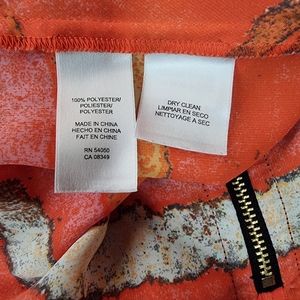 100% POLYESTER/
POLIESTER/
POLYESTER
MADE IN CHINA
HECHO EN CHINA
FAIT EN CHINE
RN 54050
CA 08349
DRY CLEAN
LIMPIAR EN SECO
NETTOYAGE A SEC